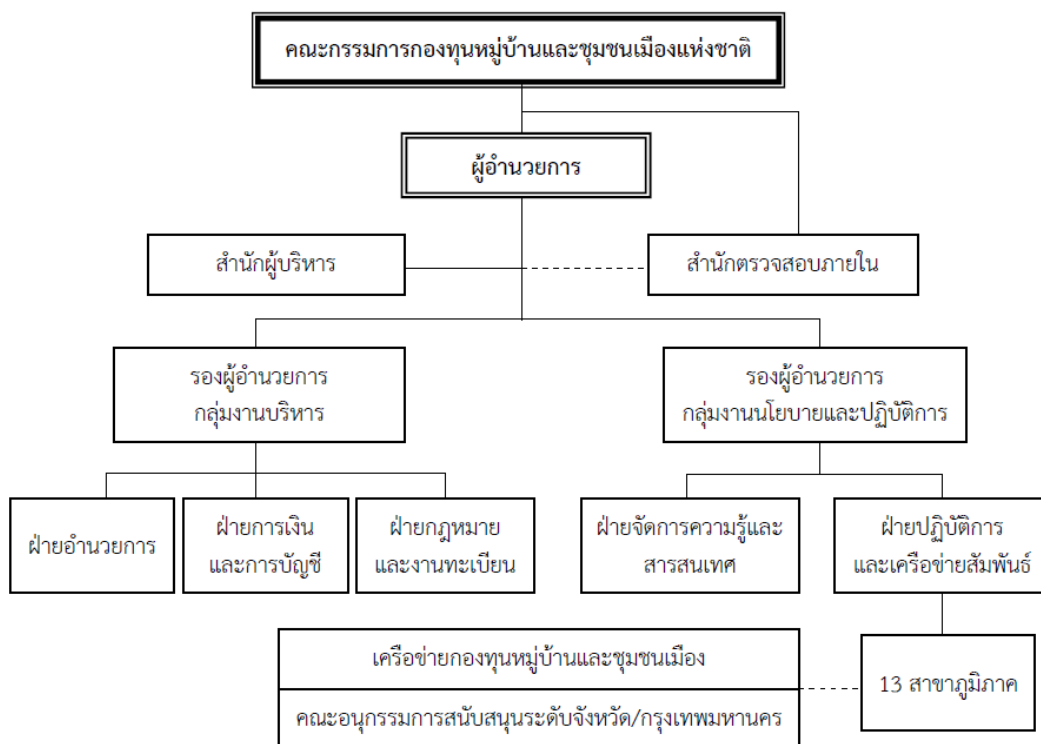 คณะกรรมการกองทุนหมู่บ้านและชุมชนเมืองแห่งชาติ
ผู้อำนวยการ
สำนักผู้บริหาร
สำนักตรวจสอบภายใน
รองผู้อำนวยการ
กลุ่มงานบริหาร
รองผู้อำนวยการ
กลุ่มงานนโยบายและปฏิบัติการ
ฝ่ายอำนวยการ
ฝ่ายการเงิน
และการบัญชี
ฝ่ายกฎหมาย
และงานทะเบียน
ฝ่ายจัดการความรู้และ
สารสนเทศ
ฝ่ายปฏิบัติการ
และเครือข่ายสัมพันธ์
เครือข่ายกองทุนหมู่บ้านและชุมชนเมือง
คณะอนุกรรมการสนับสนุนระดับจังหวัด/กรุงเทพมหานคร
13 สาขาภูมิภาค